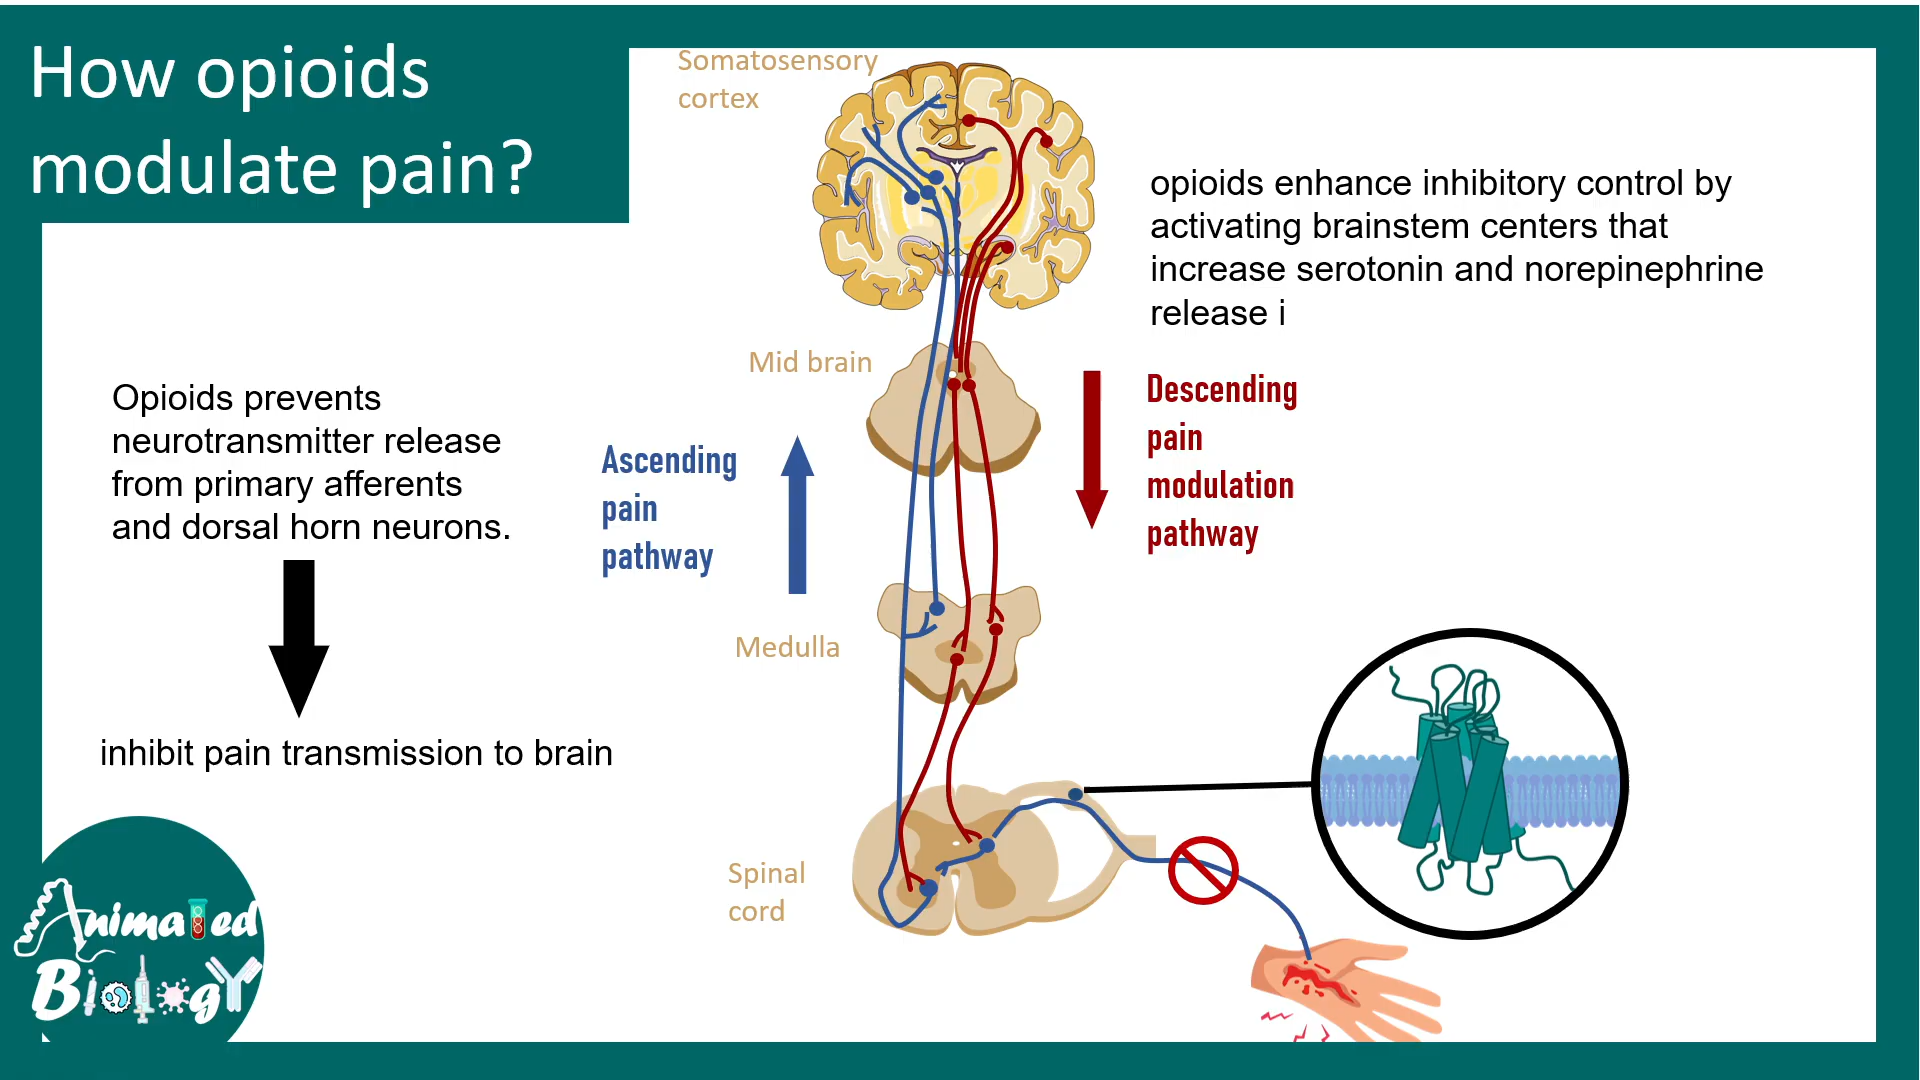 How opioids
modulate pain?
Somatosensory
cortex
opioids enhance inhibitory control by
activating brainstem centers that
increase serotonin and norepinephrine
release i
Mid brain
Opioids prevents
neurotransmitter release
from primary afferents
and dorsal horn neurons.
Ascending
pain
pathway
Descending
pain
modulation
pathway
Medulla
inhibit pain transmission to brain
Spinal
cord
Animated
Biology